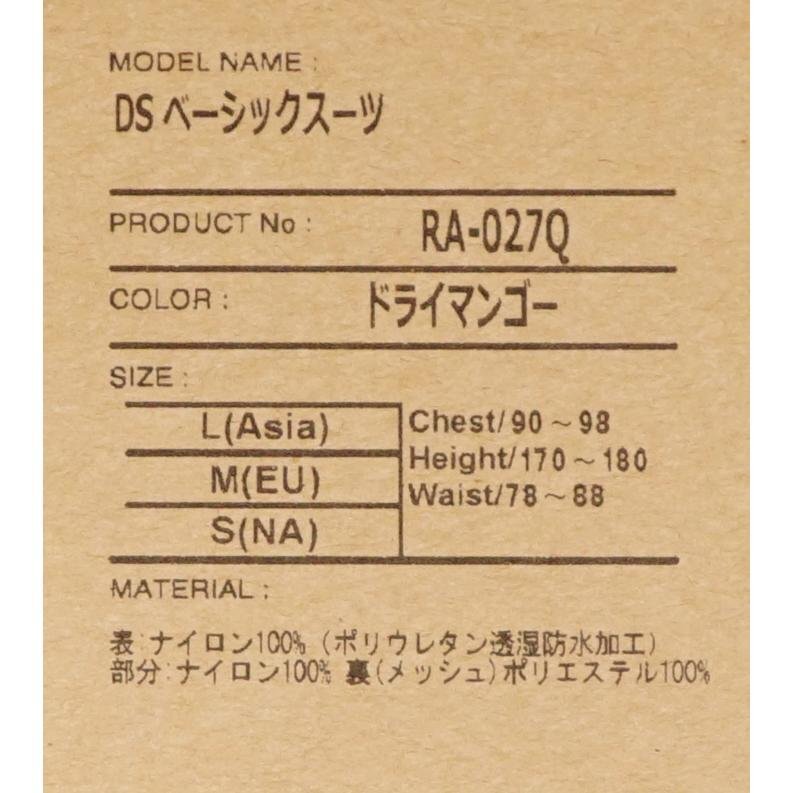 MODEL NAME :
DS ベーシックスーツ
PRODUCT No : RA-027Q
COLOR : ドライマンゴー
SIZE :
L(Asia)
M(EU)
S(NA)
Chest/90～98
Height/170～180
Waist/78～88
MATERIAL :
表:ナイロン100% (ポリウレタン透湿防水加工)
部分:ナイロン100% 裏(メッシュ)ポリエステル100%